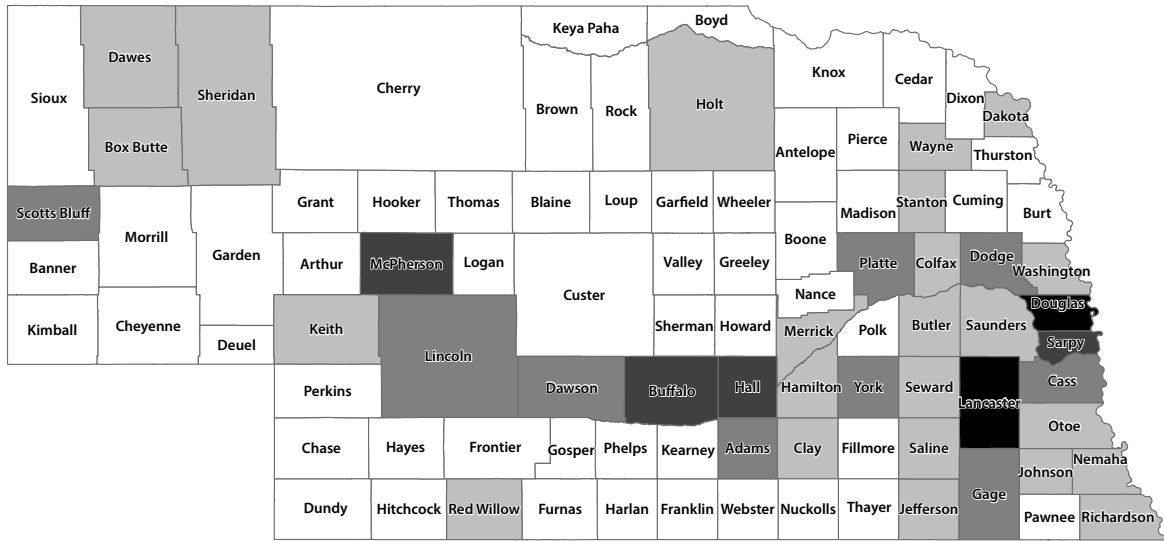 Keya Paha
Boyd
Dawes
Sioux
Sheridan
Cherry
Knox
Cedar
Dixon
Brown
Rock
Holt
Dakota
Box Butte
Antelope
Pierce
Wayne
Thurston
Scotts Bluff
Grant
Hooker
Thomas
Blaine
Loup
Garfield
Wheeler
Madison
Stanton
Cuming
Burt
Morrill
Garden
Boone
Banner
Arthur
McPherson
Logan
Valley
Greeley
Platte
Colfax
Dodge
Washington
Custer
Nance
Douglas
Kimball
Cheyenne
Deuel
Keith
Sherman
Howard
Merrick
Polk
Butler
Saunders
Sarpy
Lincoln
Perkins
Dawson
Buffalo
Hall
Hamilton
York
Seward
Lancaster
Cass
Otoe
Chase
Hayes
Frontier
Gosper
Phelps
Kearney
Adams
Clay
Fillmore
Saline
Johnson
Nemaha
Dundy
Hitchcock
Red Willow
Furnas
Harlan
Franklin
Webster
Nuckolls
Thayer
Jefferson
Gage
Pawnee
Richardson